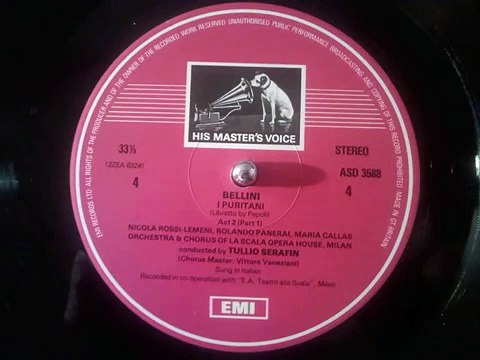 EMI RECORDS LTD. ALL RIGHTS OF THE PRODUCER AND OF THE OWNER OF THE RECORDED WORK RESERVED UNAUTHORISED PUBLIC PERFORMANCE BROADCASTING AND COPYING OF THIS RECORD PROHIBITED. MADE IN GT BRITAIN
HIS MASTER'S VOICE
33⅓
STEREO
ASD 3588
4
4
BELLINI
I PURITANI
(Libretto by Pepoli)
Act 2 (Part 1)
NICOLA ROSSI-LEMENI, ROLANDO PANERAI, MARIA CALLAS
ORCHESTRA & CHORUS OF LA SCALA OPERA HOUSE, MILAN
conducted by TULLIO SERAFIN
(Chorus Master: Vittore Veneziani)
Sung in Italian
Recorded in co-operation with "E.A. Teatro alla Scala", Milan
EMI